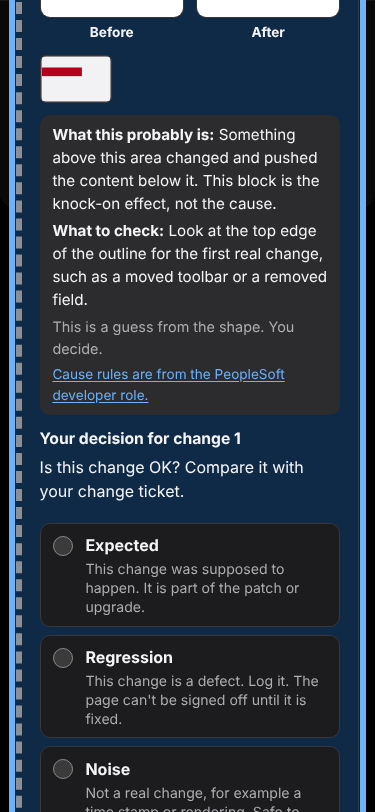 Before
After
What this probably is: Something
above this area changed and pushed
the content below it. This block is the
knock-on effect, not the cause.
What to check: Look at the top edge
of the outline for the first real change,
such as a moved toolbar or a removed
field.
This is a guess from the shape. You
decide.
Cause rules are from the PeopleSoft
developer role.
Your decision for change 1
Is this change OK? Compare it with
your change ticket.
Expected
This change was supposed to
happen. It is part of the patch or
upgrade.
Regression
This change is a defect. Log it. The
page can't be signed off until it is
fixed.
Noise
Not a real change, for example a
time stamp or rendering. Safe to